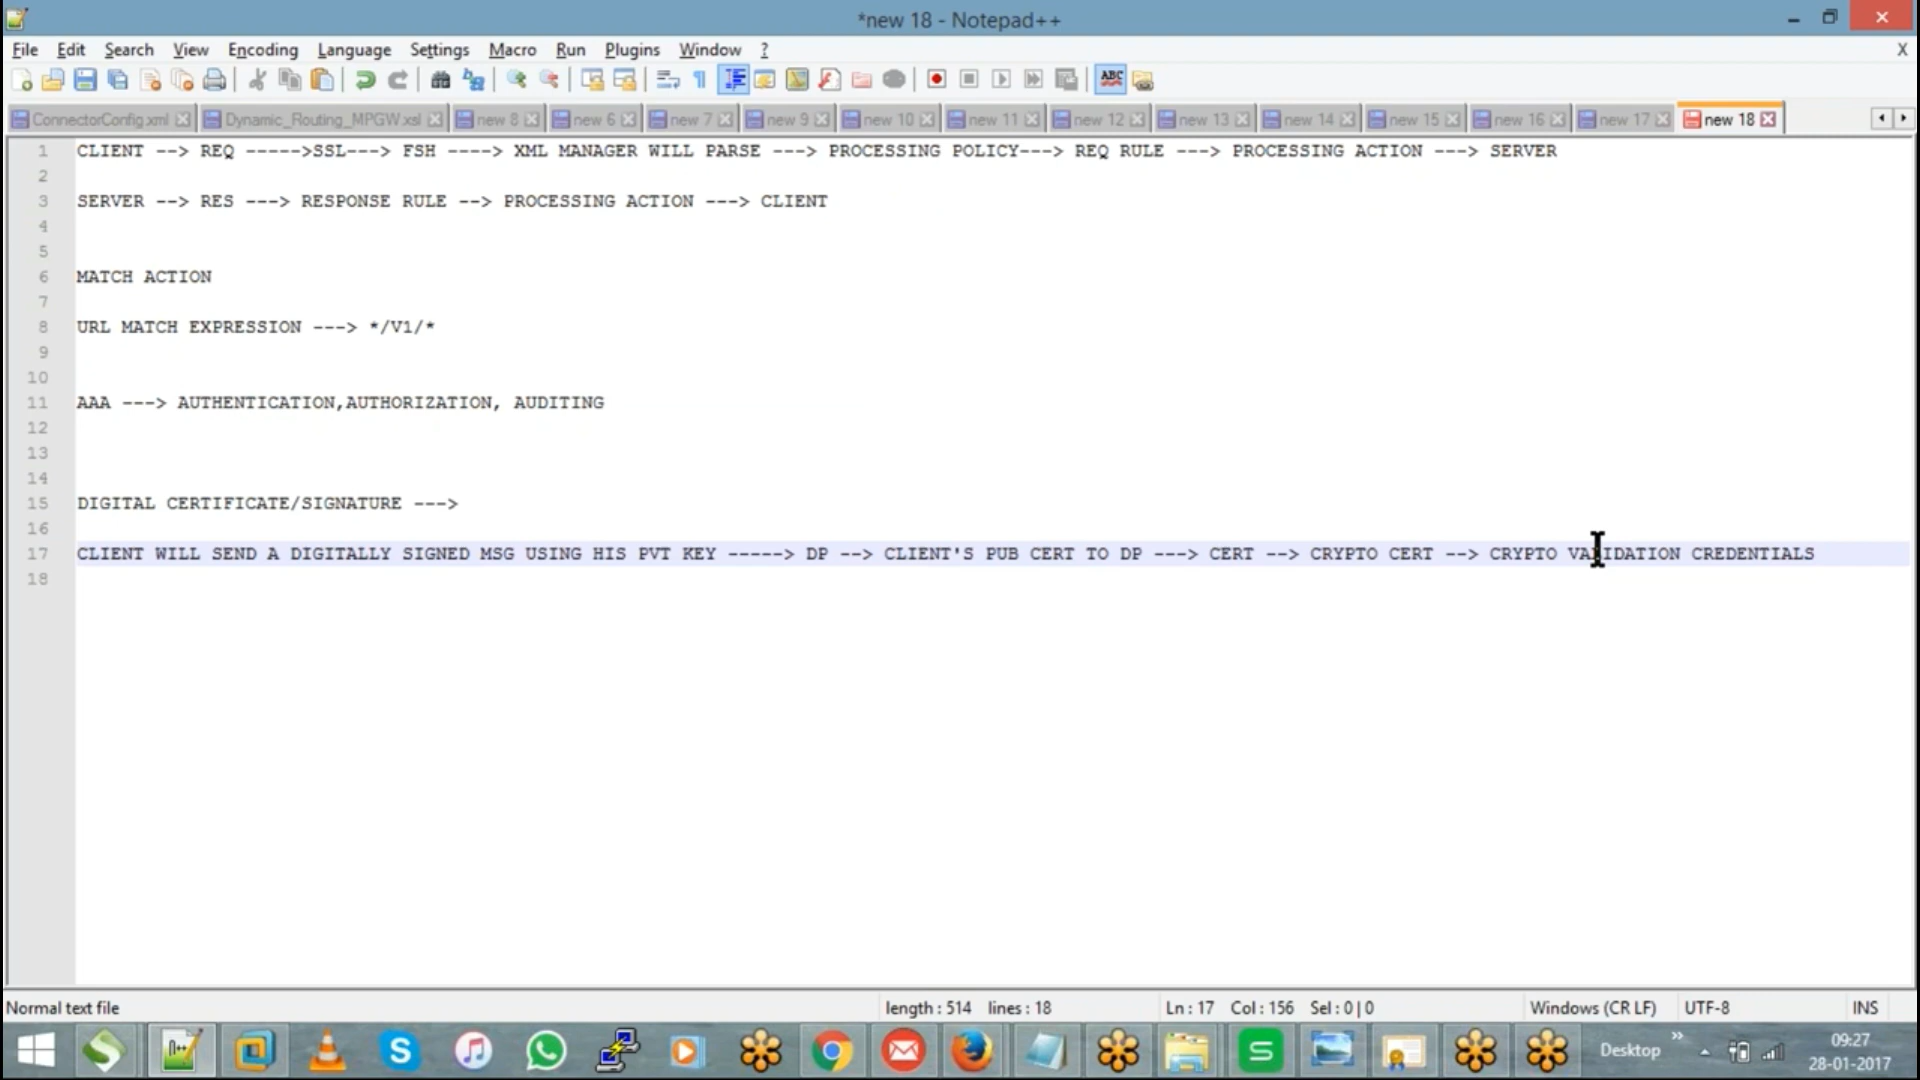 *new 18 - Notepad++
File Edit Search View Encoding Language Settings Macro Run Plugins Window ? X
ABC
ConnectorConfig.xml Dynamic_Routing_MPGW.xsl new 8 new 6 new 7 new 9 new 10 new 11 new 12 new 13 new 14 new 15 new 16 new 17 new 18
1 CLIENT --> REQ ----->SSL---> FSH ----> XML MANAGER WILL PARSE ---> PROCESSING POLICY---> REQ RULE ---> PROCESSING ACTION ---> SERVER
2
3 SERVER --> RES ---> RESPONSE RULE --> PROCESSING ACTION ---> CLIENT
4
5
6 MATCH ACTION
7
8 URL MATCH EXPRESSION ---> */V1/*
9
10
11 AAA ---> AUTHENTICATION,AUTHORIZATION, AUDITING
12
13
14
15 DIGITAL CERTIFICATE/SIGNATURE --->
16
17 CLIENT WILL SEND A DIGITALLY SIGNED MSG USING HIS PVT KEY -----> DP --> CLIENT'S PUB CERT TO DP ---> CERT --> CRYPTO CERT --> CRYPTO VALIDATION CREDENTIALS
18
Normal text file length : 514 lines : 18 Ln : 17 Col : 156 Sel : 0 | 0 Windows (CR LF) UTF-8 INS
Desktop 09:27
28-01-2017